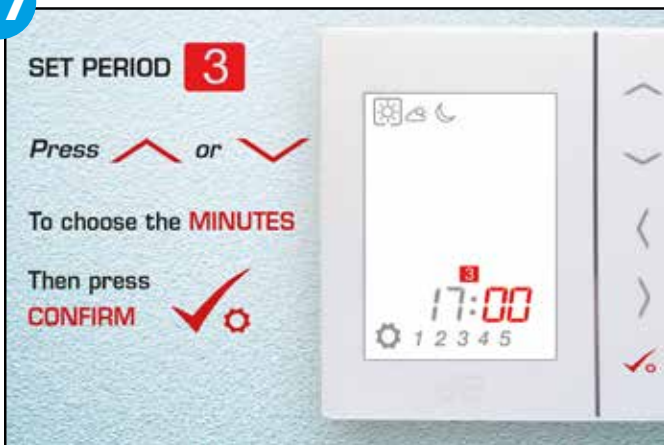 7
SET PERIOD 3
Press or
To choose the MINUTES
Then press
CONFIRM
3
17:00
1 2 3 4 5